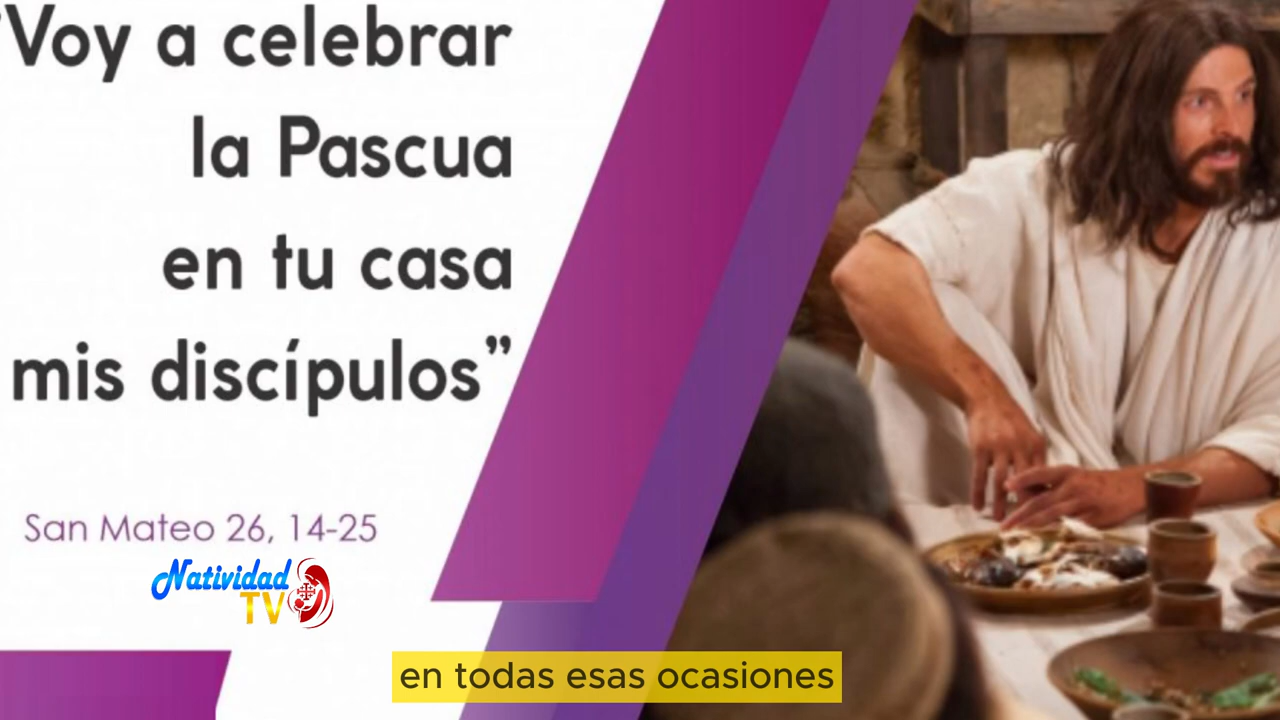 "Voy a celebrar
la Pascua
en tu casa
mis discípulos"
San Mateo 26, 14-25
Natividad
TV
en todas esas ocasiones